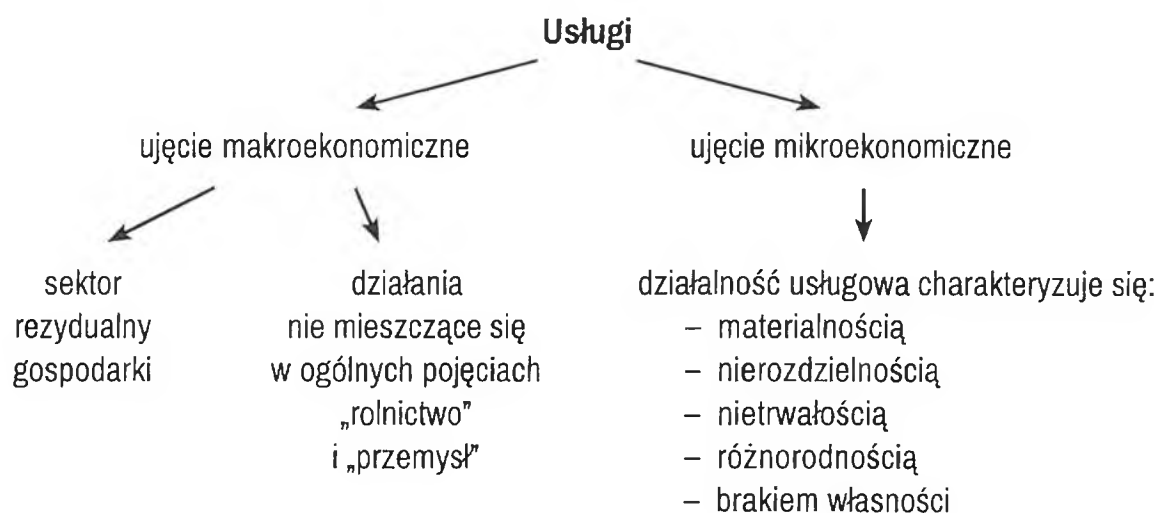 Usługi
ujęcie makroekonomiczne
ujęcie mikroekonomiczne
sektor
rezydualny
gospodarki
działania
nie mieszczące się
w ogólnych pojęciach
„rolnictwo”
i „przemysł”
działalność usługowa charakteryzuje się:
– materialnością
– nierozdzielnością
– nietrwałością
– różnorodnością
– brakiem własności